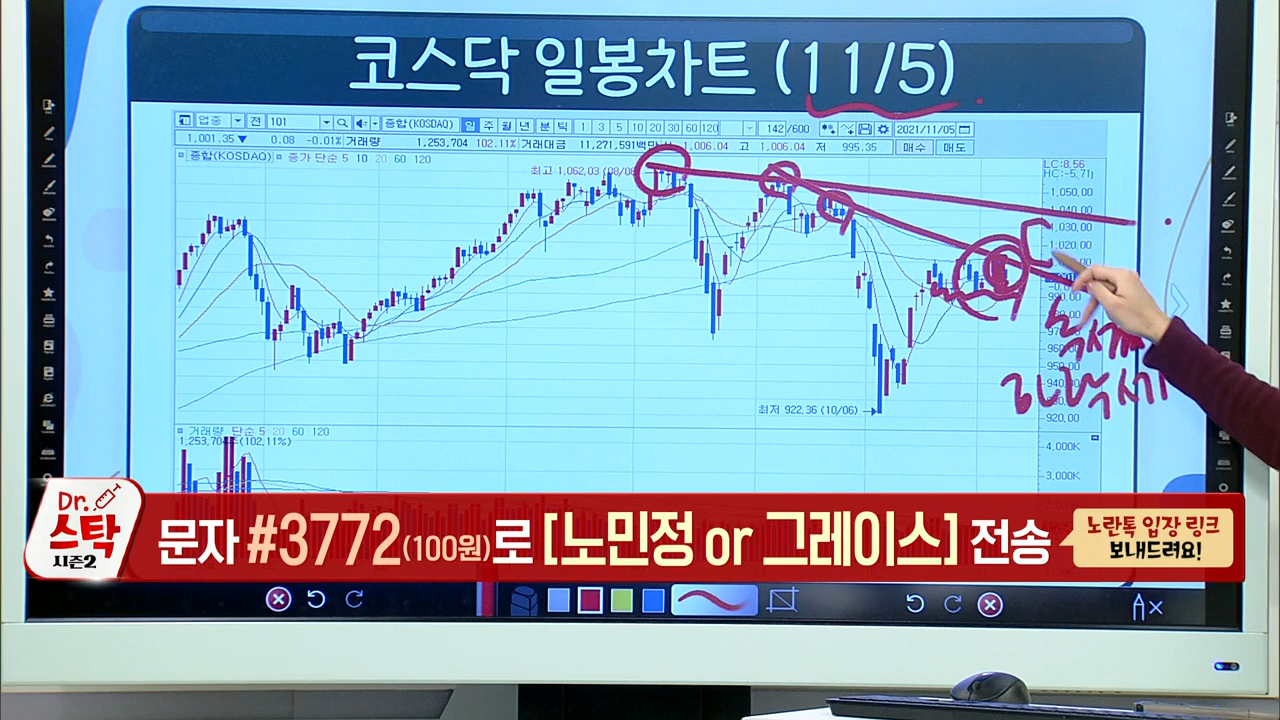 코스닥 일봉차트 (11/5)
업종 전 101 종합(KOSDAQ) 일 주 월 년 분 틱 1 3 5 10 20 30 60 120 142 /600 2021/11/05
1,001.35▼ 0.08 -0.01% 거래량 1,253,704 102.11% 거래대금 11,271,591백만 1,006.04 고 1,006.04 저 995.35 매수 매도
종합(KOSDAQ) 종가 단순 5 10 20 60 120
LC:8,56
HC:-5,71
최고 1,062,03 (08/
1,050,00
1,040,00
1,030,00
1,020,00
990,00
960,00
940,00
930,00
920,00
최저 922,36 (10/06)
거래량 단순 5 20 60 120
1,253,704 (102,11%)
4,000K
3,000K
Dr.
스탁
시즌2
문자 #3772(100원)로 [노민정 or 그레이스] 전송
노란톡 입장 링크
보내드려요!